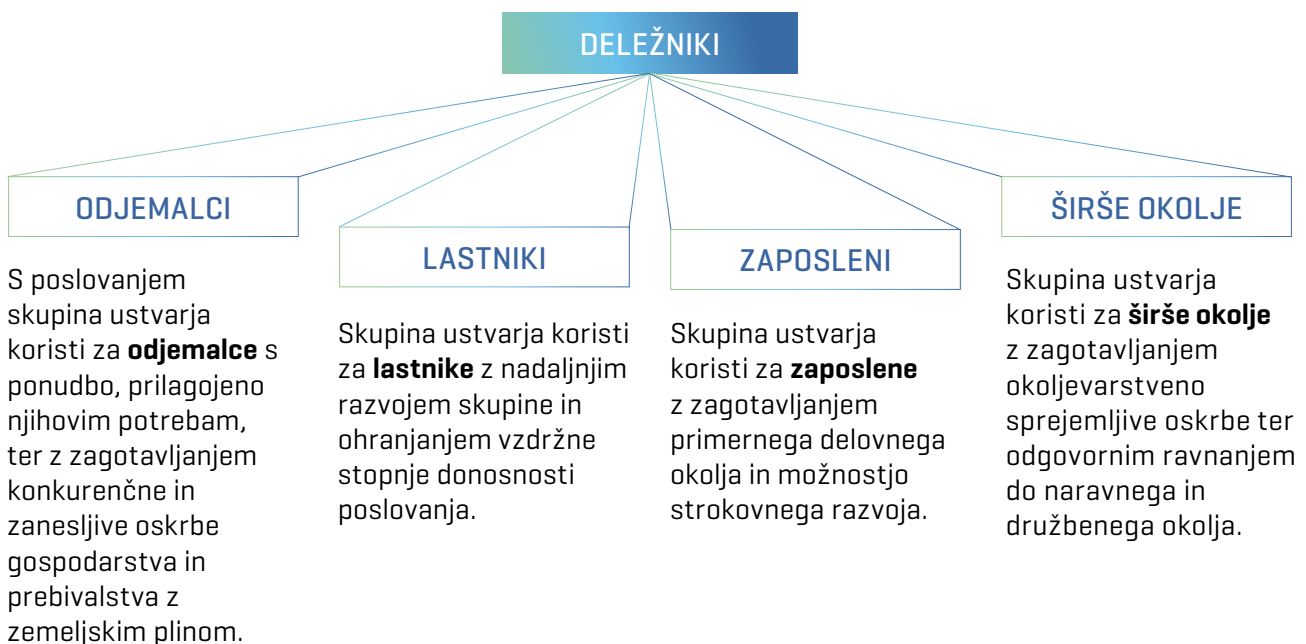 DELEŽNIKI
ODJEMALCI
S poslovanjem
skupina ustvarja
koristi za odjemalce s
ponudbo, prilagojeno
njihovim potrebam,
ter z zagotavljanjem
konkurenčne in
zanesljive oskrbe
gospodarstva in
prebivalstva z
zemeljskim plinom.
LASTNIKI
Skupina ustvarja koristi
za lastnike z nadaljnjim
razvojem skupine in
ohranjanjem vzdržne
stopnje donosnosti
poslovanja.
ZAPOSLENI
Skupina ustvarja
koristi za zaposlene
z zagotavljanjem
primernega delovnega
okolja in možnostjo
strokovnega razvoja.
ŠIRŠE OKOLJE
Skupina ustvarja
koristi za širše okolje
z zagotavljanjem
okoljevarstveno
sprejemljive oskrbe ter
odgovornim ravnanjem
do naravnega in
družbenega okolja.